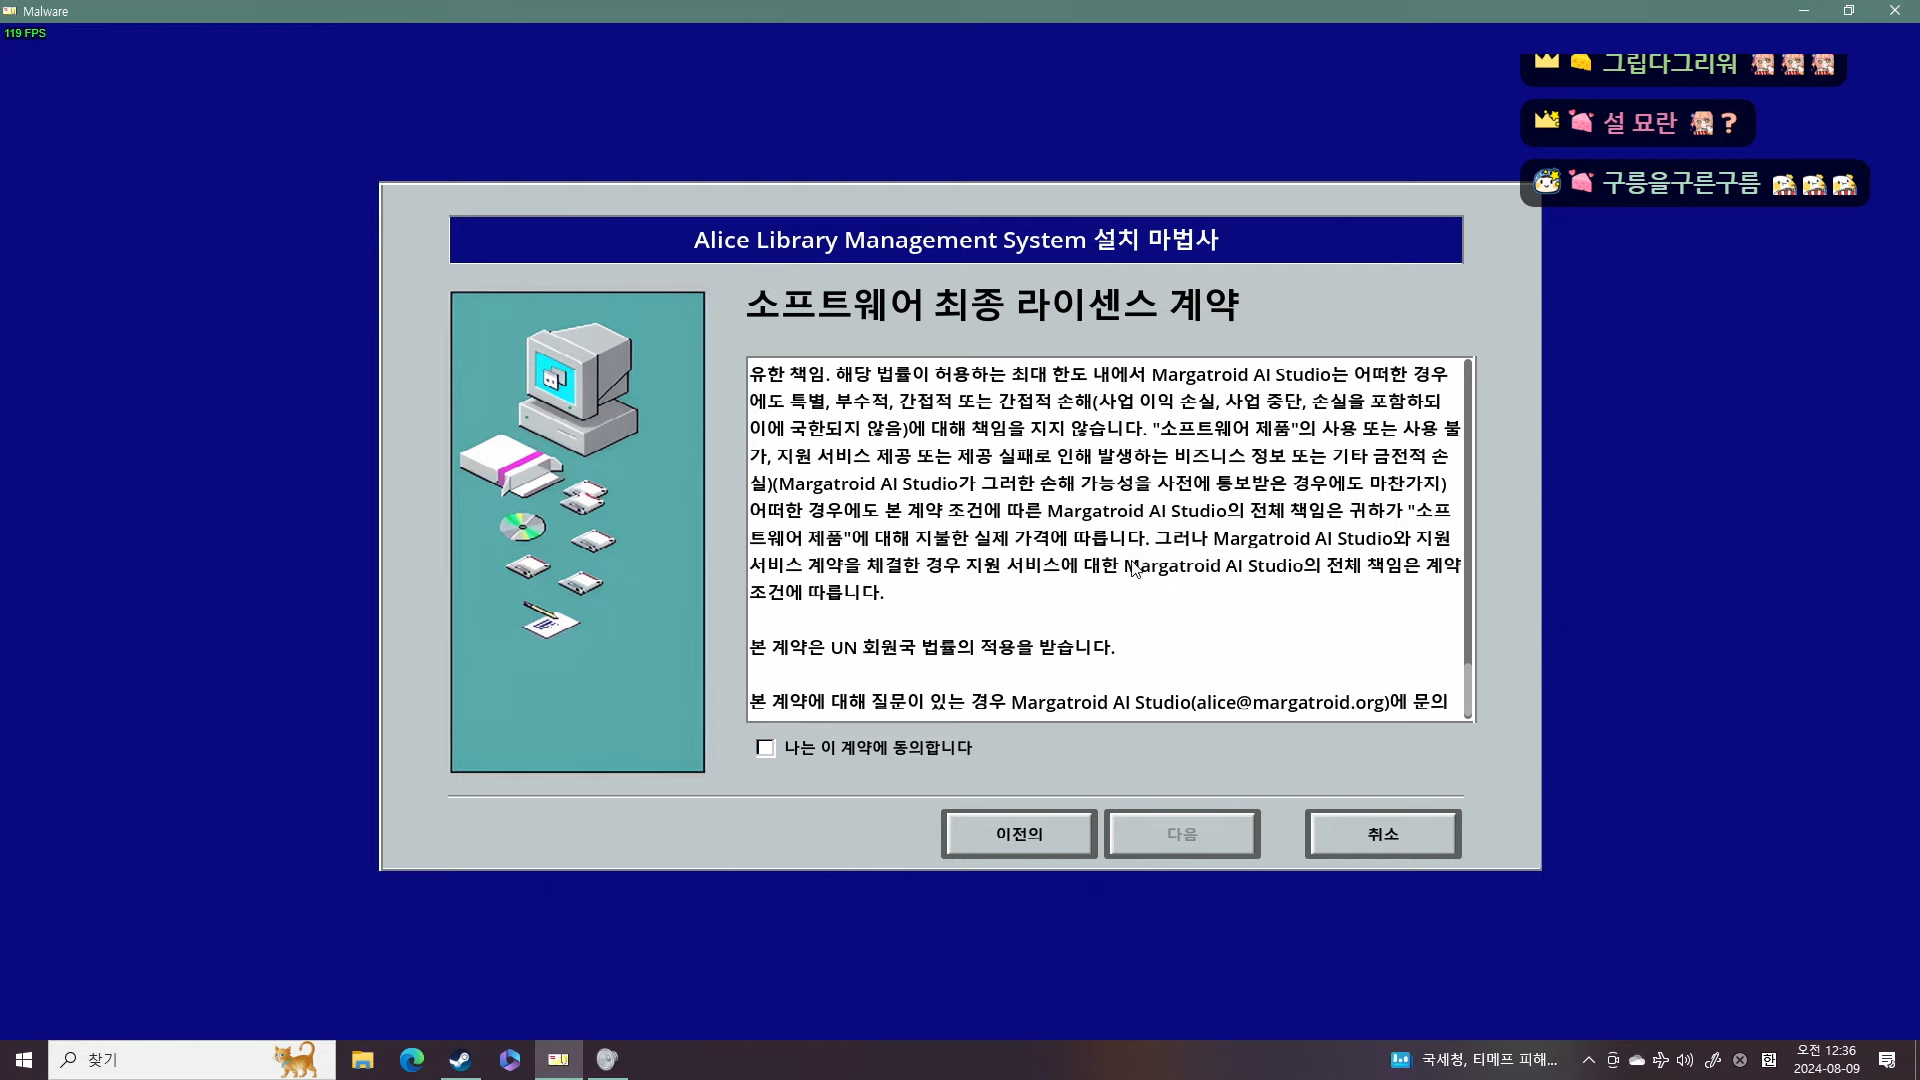 Malware
119 FPS
그립다그리워
설 묘란 ?
구릉을구른구름
Alice Library Management System 설치 마법사
소프트웨어 최종 라이센스 계약
유한 책임. 해당 법률이 허용하는 최대 한도 내에서 Margatroid AI Studio는 어떠한 경우
에도 특별, 부수적, 간접적 또는 간접적 손해(사업 이익 손실, 사업 중단, 손실을 포함하되
이에 국한되지 않음)에 대해 책임을 지지 않습니다. "소프트웨어 제품"의 사용 또는 사용 불
가, 지원 서비스 제공 또는 제공 실패로 인해 발생하는 비즈니스 정보 또는 기타 금전적 손
실)(Margatroid AI Studio가 그러한 손해 가능성을 사전에 통보받은 경우에도 마찬가지)
어떠한 경우에도 본 계약 조건에 따른 Margatroid AI Studio의 전체 책임은 귀하가 "소프
트웨어 제품"에 대해 지불한 실제 가격에 따릅니다. 그러나 Margatroid AI Studio와 지원
서비스 계약을 체결한 경우 지원 서비스에 대한 Margatroid AI Studio의 전체 책임은 계약
조건에 따릅니다.
본 계약은 UN 회원국 법률의 적용을 받습니다.
본 계약에 대해 질문이 있는 경우 Margatroid AI Studio(alice@margatroid.org)에 문의
나는 이 계약에 동의합니다
이전의
다음
취소
찾기
국세청, 티메프 피해...
한
오전 12:36
2024-08-09